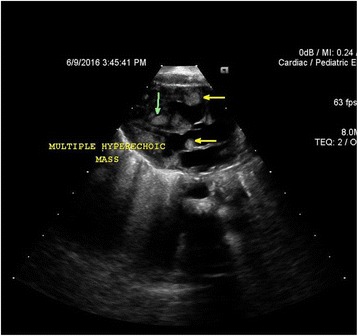 0dB / MI: 0.24 /
6/9/2016 3:45:41 PM
Cardiac / Pediatric E
63 fps
8.0M
TEQ: 2 / O
MULTIPLE HYPERECHOIC
MASS